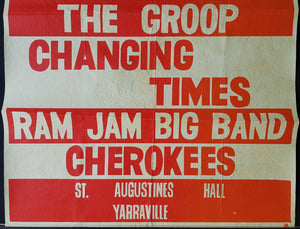 THE GROOP
CHANGING
TIMES
RAM JAM BIG BAND
CHEROKEES
ST. AUGUSTINES HALL
YARRAVILLE